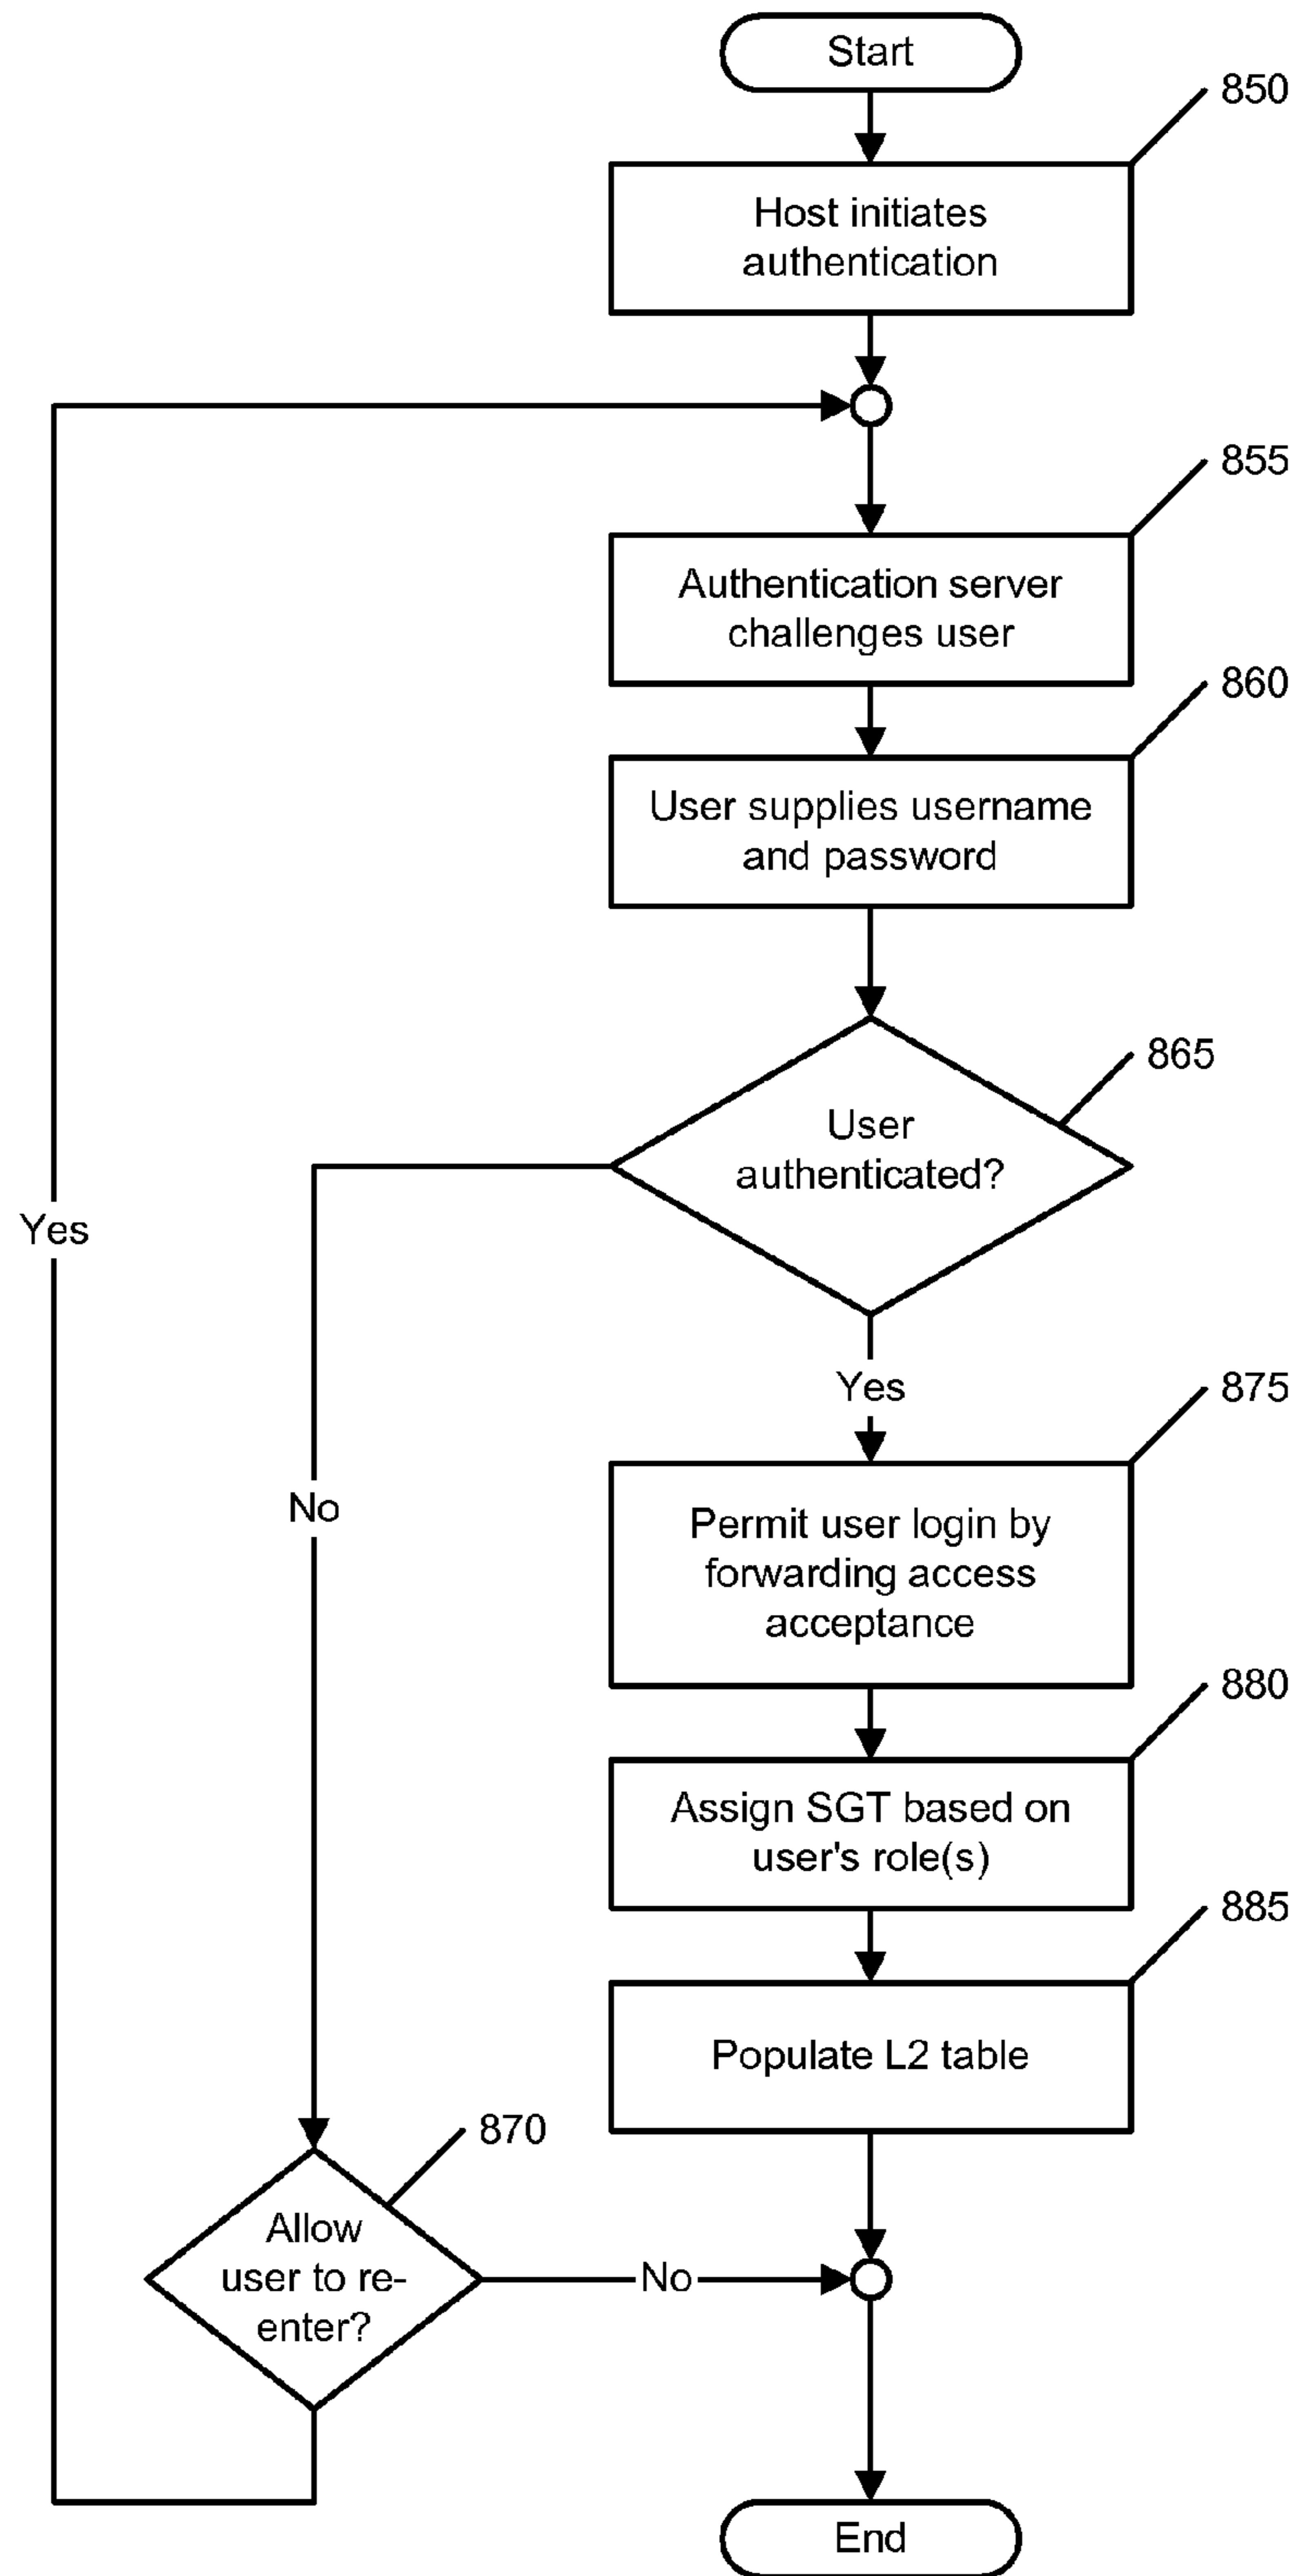 Start
850
Host initiates
authentication
855
Authentication server
challenges user
860
User supplies username
and password
865
User
authenticated?
Yes
Yes
875
No
Permit user login by
forwarding access
acceptance
880
Assign SGT based on
user's role(s)
885
Populate L2 table
870
Allow
user to re-
enter?
No
End